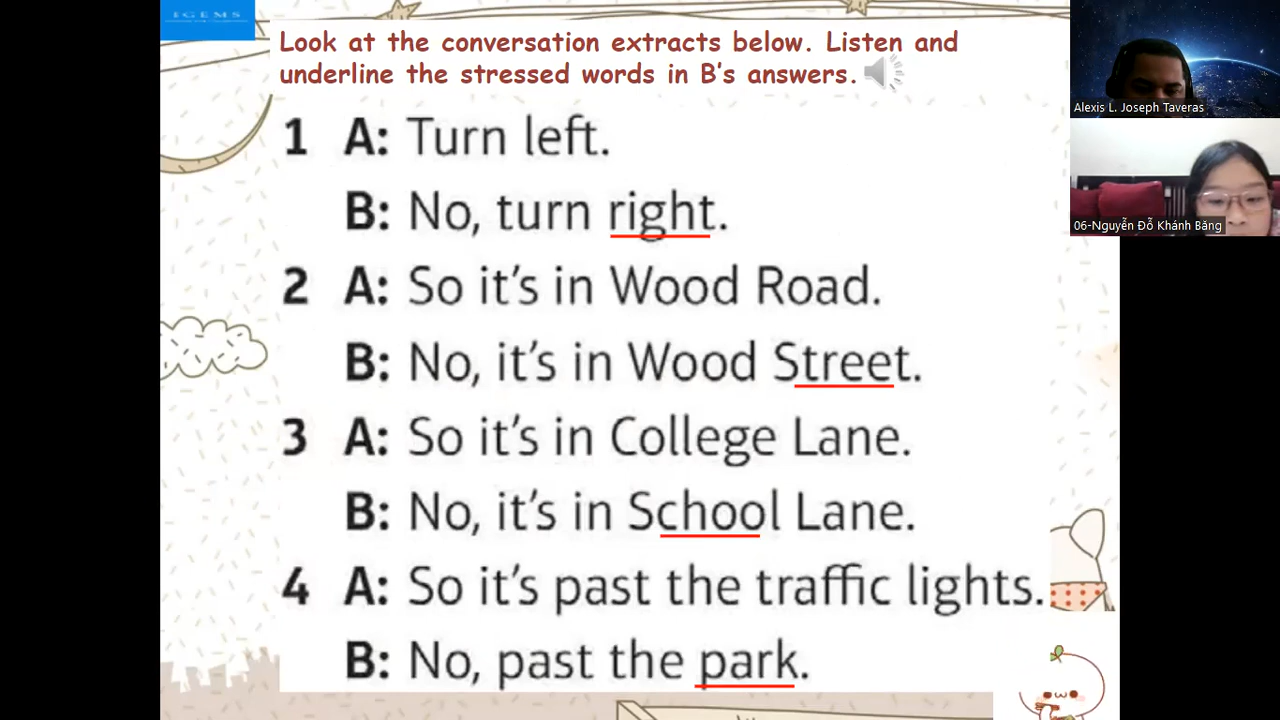 IGEMS
Look at the conversation extracts below. Listen and
underline the stressed words in B's answers.
1 A: Turn left.
B: No, turn right.
2 A: So it's in Wood Road.
B: No, it's in Wood Street.
3 A: So it's in College Lane.
B: No, it's in School Lane.
4 A: So it's past the traffic lights.
B: No, past the park.
Alexis L. Joseph Taveras
06-Nguyễn Đỗ Khánh Băng